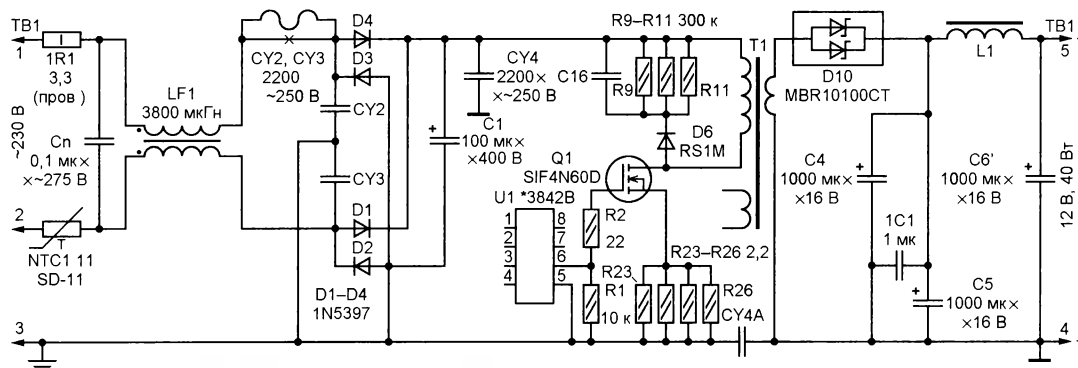 ТВ1
1
1R1
3,3
(пров.)
~230 В
LF1
3800 мкГн
Сп
0,1 мк×
×~275 В
2
Т
NTC1 11
SD-11
3
CY2, CY3
2200
~250 В
D4
D3
CY2
CY3
D1
D2
D1–D4
1N5397
+
C1
100 мк×
×400 В
CY4
2200×
×~250 В
R9–R11 300 к
C16
R9
R11
D6
RS1M
T1
Q1
SIF4N60D
U1 *3842B
1
2
3
4
8
7
6
5
R2
22
R1
10 к
R23
R23–R26 2,2
R26
CY4A
D10
MBR10100CT
L1
ТВ1
5
+
C4
1000 мк×
×16 В
C6'
1000 мк×
×16 В
+
1C1
1 мк
+
C5
1000 мк×
×16 В
12 В, 40 Вт
4